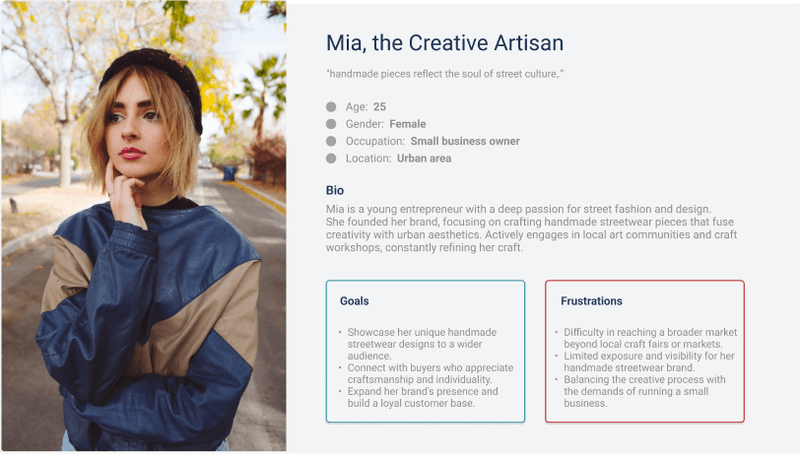 Mia, the Creative Artisan
"handmade pieces reflect the soul of street culture,."
Age: 25
Gender: Female
Occupation: Small business owner
Location: Urban area
Bio
Mia is a young entrepreneur with a deep passion for street fashion and design.
She founded her brand, focusing on crafting handmade streetwear pieces that fuse
creativity with urban aesthetics. Actively engages in local art communities and craft
workshops, constantly refining her craft.
Goals
• Showcase her unique handmade
streetwear designs to a wider
audience.
• Connect with buyers who appreciate
craftsmanship and individuality.
• Expand her brand's presence and
build a loyal customer base.
Frustrations
• Difficulty in reaching a broader market
beyond local craft fairs or markets.
• Limited exposure and visibility for her
handmade streetwear brand.
• Balancing the creative process with
the demands of running a small
business.